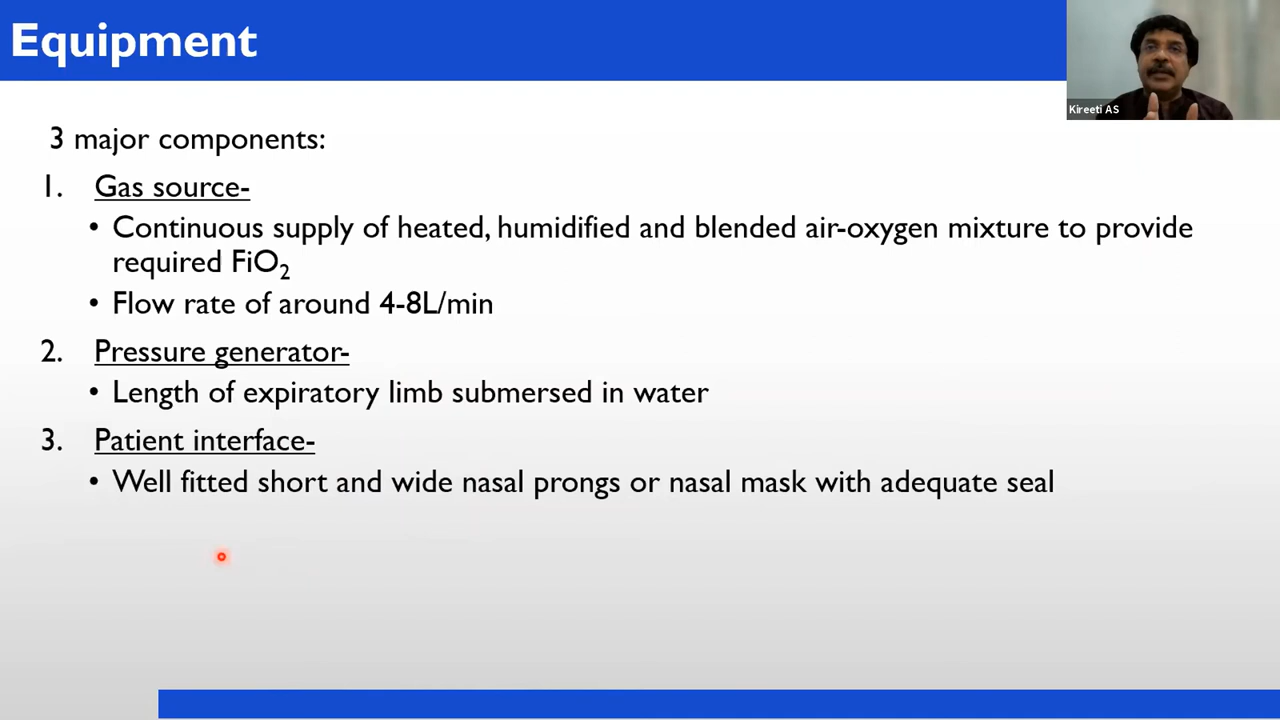 Equipment
Kireeti AS
3 major components:
1. Gas source-
• Continuous supply of heated, humidified and blended air-oxygen mixture to provide
required FiO₂
• Flow rate of around 4-8L/min
2. Pressure generator-
• Length of expiratory limb submersed in water
3. Patient interface-
• Well fitted short and wide nasal prongs or nasal mask with adequate seal